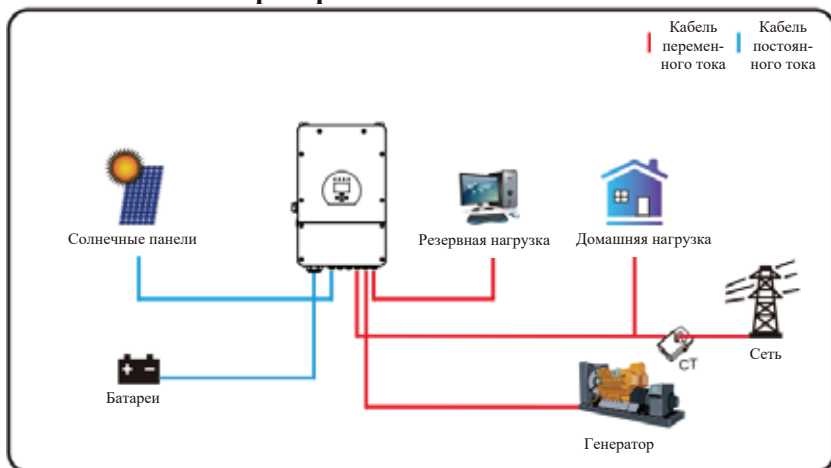 Кабель
перемен-
ного тока
Кабель
постоян-
ного тока
Солнечные панели
Резервная нагрузка
Домашняя нагрузка
CT
Сеть
Батареи
Генератор